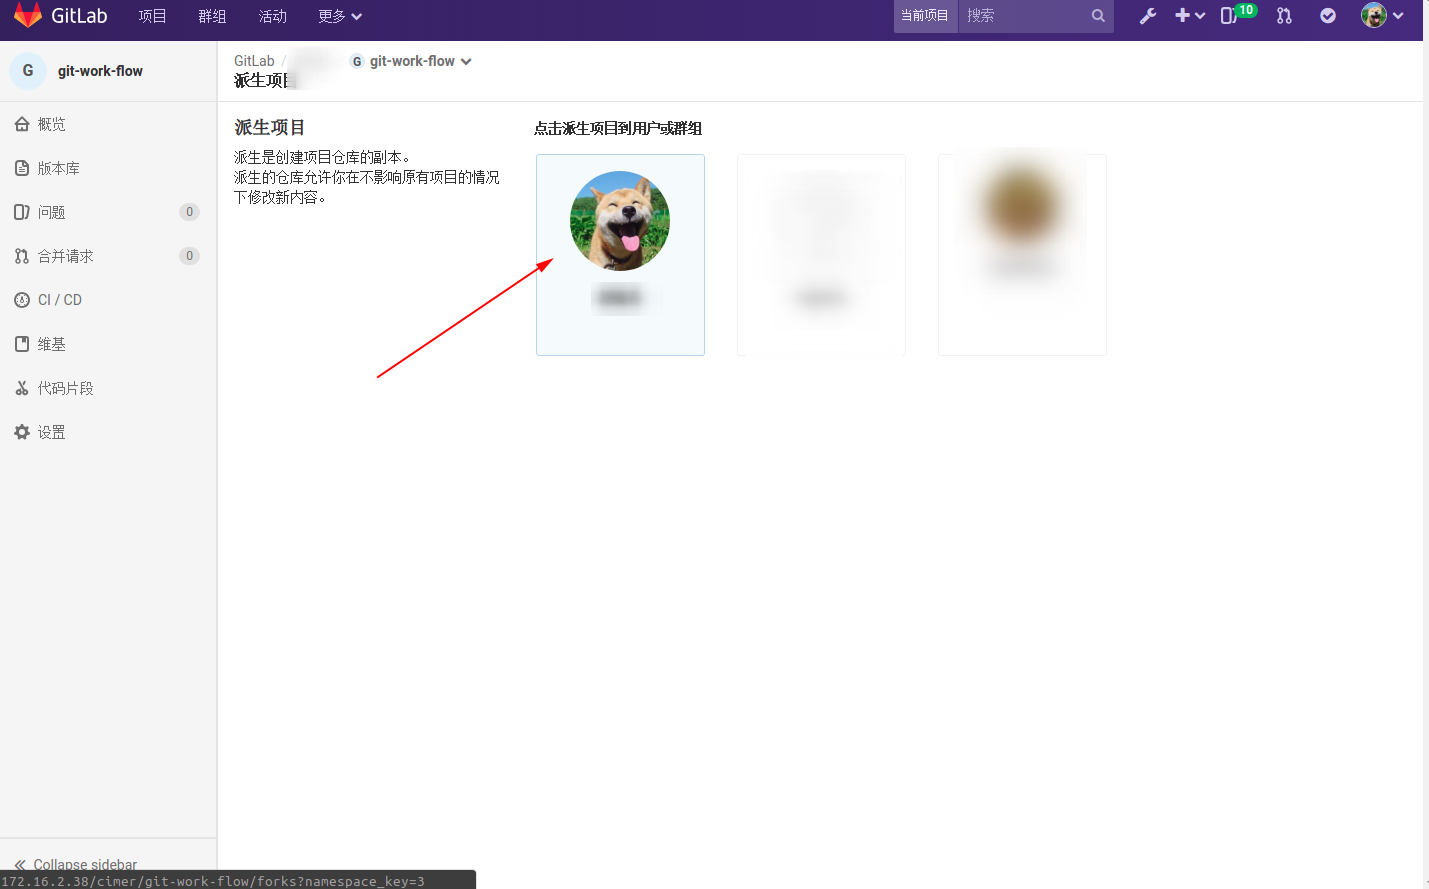 GitLab 项目 群组 活动 更多 当前项目 搜索 10
G git-work-flow
概览
版本库
问题 0
合并请求 0
CI / CD
维基
代码片段
设置
Collapse sidebar
GitLab / G git-work-flow
派生项目
派生项目
派生是创建项目仓库的副本。
派生的仓库允许你在不影响原有项目的情况
下修改新内容。
点击派生项目到用户或群组
172.16.2.38/cimer/git-work-flow/forks?namespace_key=3